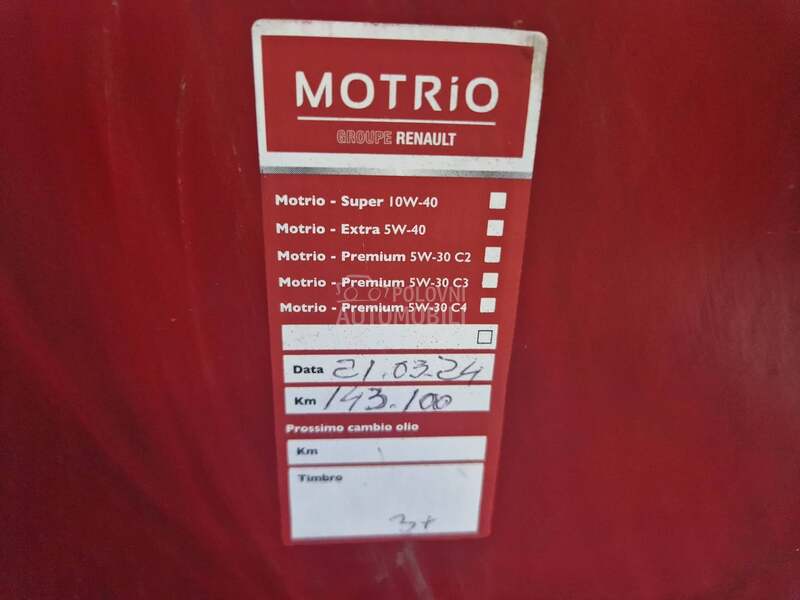 MOTRiO
GROUPE RENAULT
Motrio - Super 10W-40
Motrio - Extra 5W-40
Motrio - Premium 5W-30 C2
Motrio - Premium 5W-30 C3
POLOVNI
Motrio - Premium 5W-30 C4
AUTOMOBILI
Data 21.03.24
Km 143.100
Prossimo cambio olio
Km
Timbro